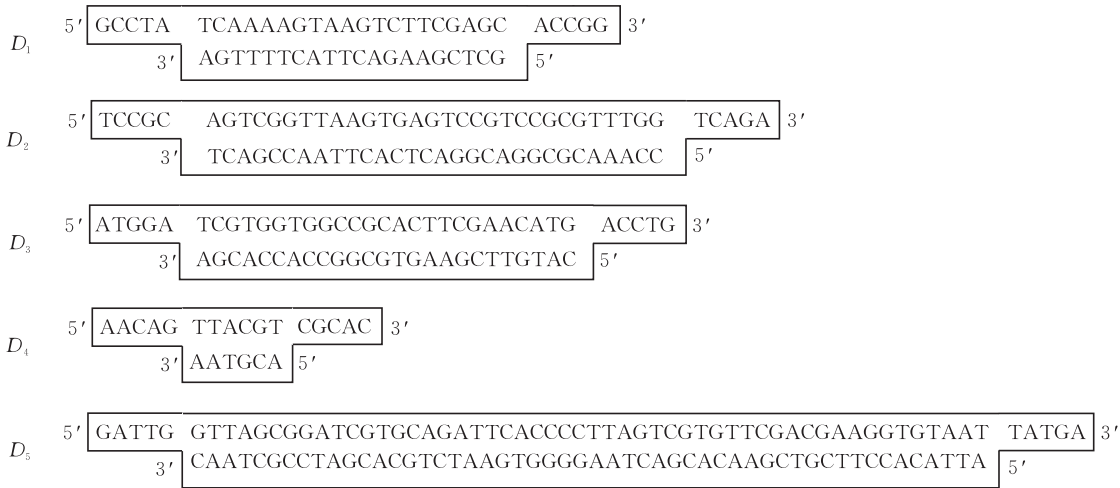 D₁ 5′ GCCTA TCAAAAGTAAGTCTTCGAGC ACCGG 3′
3′ AGTTTTCATTCAGAAGCTCG 5′
D₂ 5′ TCCGC AGTCGGTTAAGTGAGTCCGTCCGCGTTTGG TCAGA 3′
3′ TCAGCCAATTCACTCAGGCAGGCGCAAACC 5′
D₃ 5′ ATGGA TCGTGGTGGCCGCACTTCGAACATG ACCTG 3′
3′ AGCACCACCGGCGTGAAGCTTGTAC 5′
D₄ 5′ AACAG TTACGT CGCAC 3′
3′ AATGCA 5′
D₅ 5′ GATTG GTTAGCGGATCGTGCAGATTCACCCCTTAGTCGTGTTCGACGAAGGTGTAAT TATGA 3′
3′ CAATCGCCTAGCACGTCTAAGTGGGGAATCAGCACAAGCTGCTTCCACATTA 5′